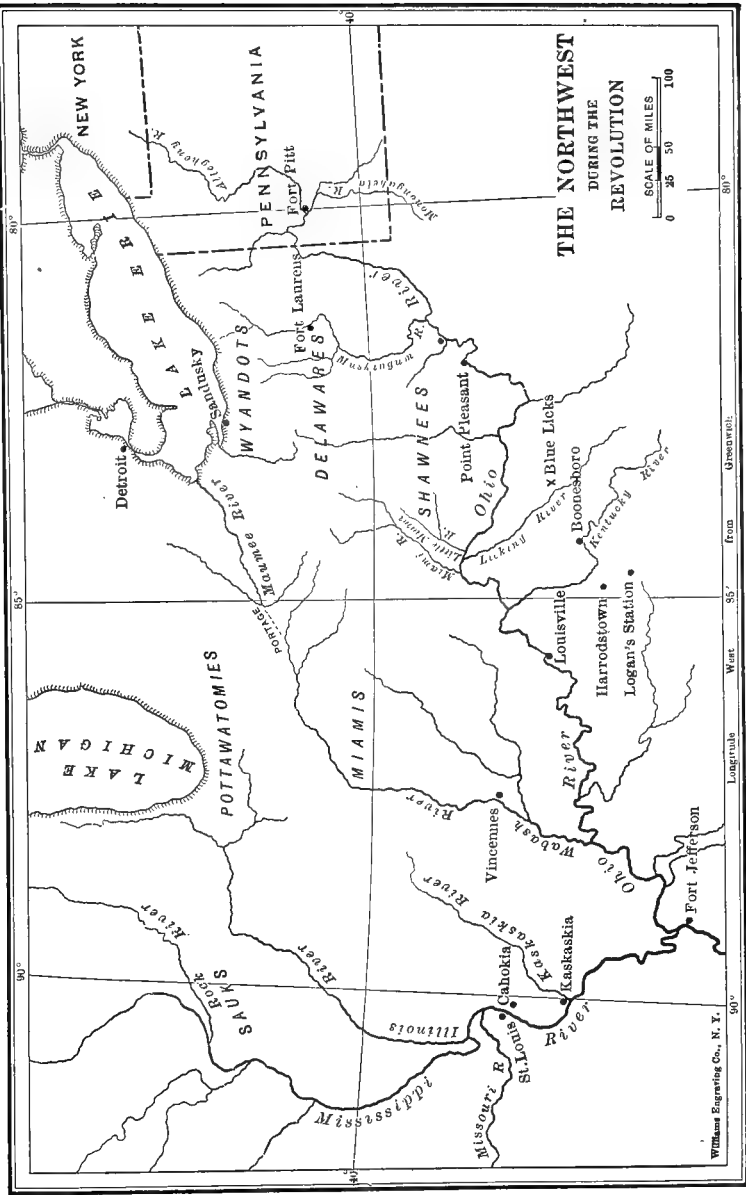 THE NORTHWEST
DURING THE
REVOLUTION
SCALE OF MILES
0 25 50 100
NEW YORK
PENNSYLVANIA
LAKE ERIE
LAKE MICHIGAN
Allegheny R.
Fort Pitt
Monongahela R.
Detroit
Sandusky
WYANDOTS
Fort Laurens
DELAWARES
Muskingum R.
SHAWNEES
Point Pleasant
Ohio River
Maumee River
PORTAGE
Miami R.
Little Miami R.
Licking River
x Blue Licks
Boonesboro
Kentucky River
Harrodstown
Logan's Station
Louisville
POTTAWATOMIES
MIAMIS
Wabash River
Vincennes
Ohio River
Fort Jefferson
Rock River
SAUKS
Illinois River
Kaskaskia River
Cahokia
Kaskaskia
St. Louis
Missouri R
Mississippi River
80°
85°
90°
40
40
80°
85°
90°
Longitude West from Greenwich
Williams Engraving Co., N. Y.